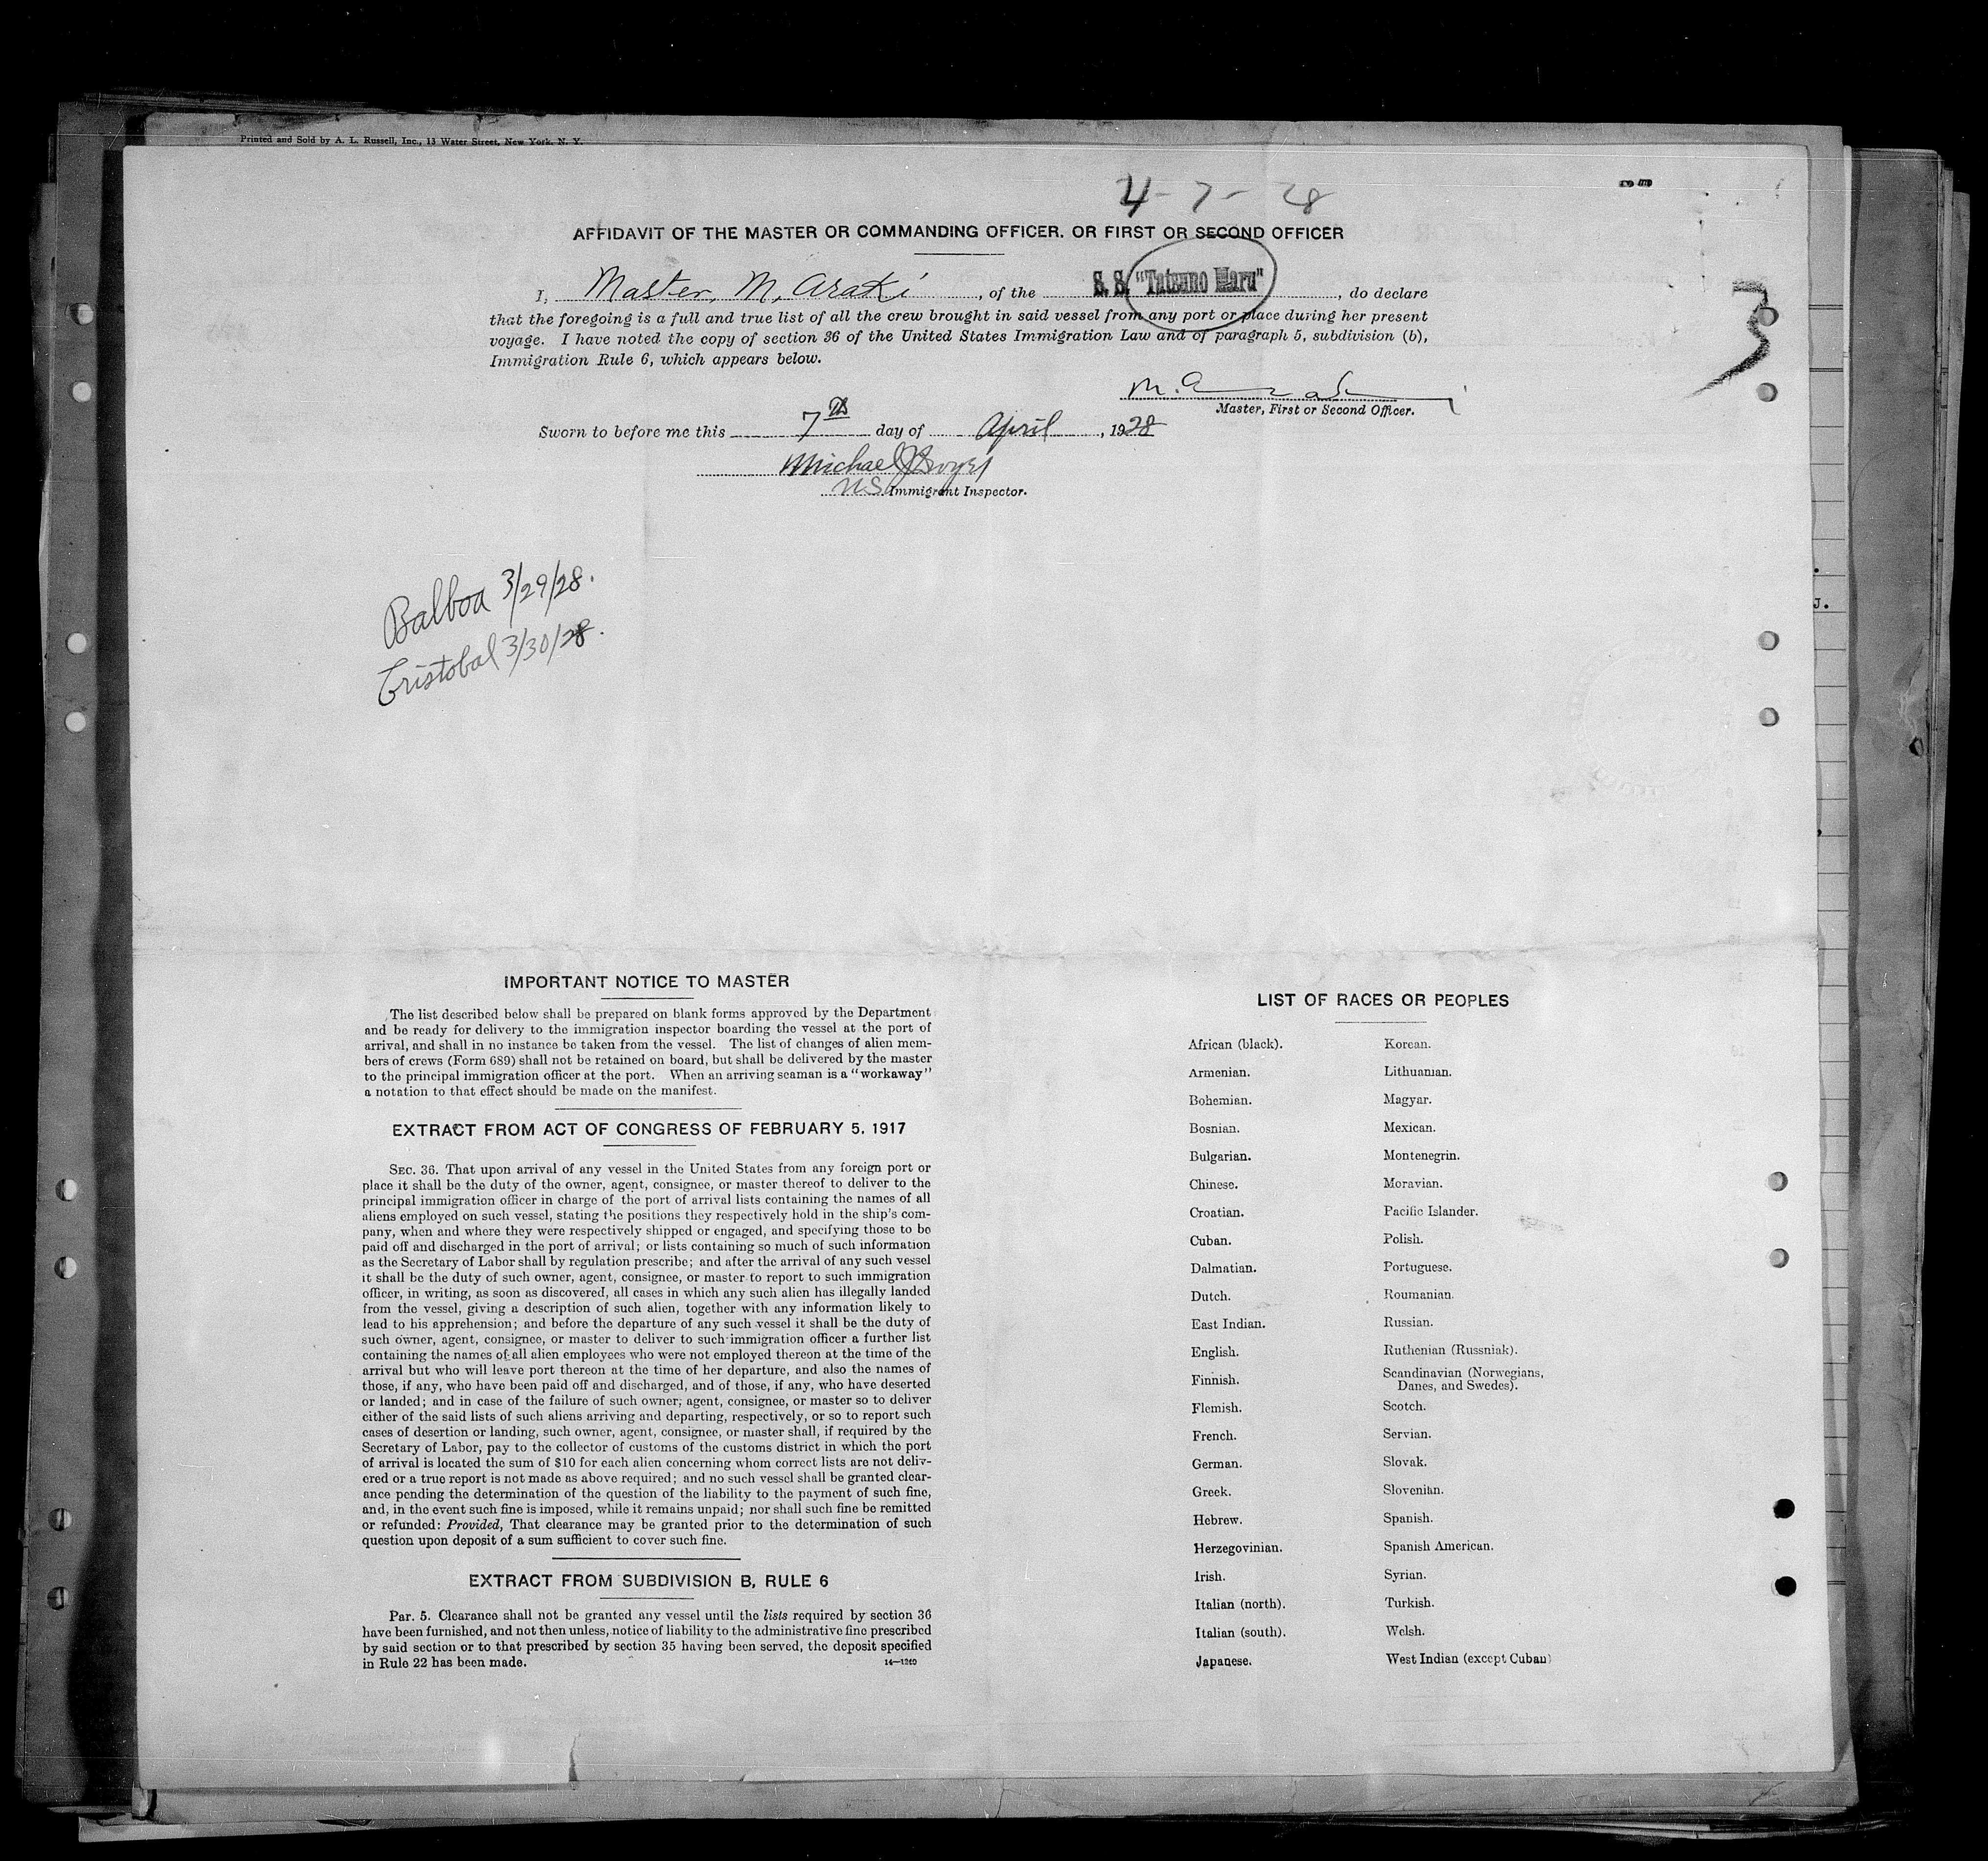 Printed and Sold by A. L. Russell, Inc., 13 Water Street, New York, N. Y.
4-7-28
AFFIDAVIT OF THE MASTER OR COMMANDING OFFICER, OR FIRST OR SECOND OFFICER
I, Master, M, Araki, of the S. S. "Tatsuno Maru", do declare
that the foregoing is a full and true list of all the crew brought in said vessel from any port or place during her present
voyage. I have noted the copy of section 36 of the United States Immigration Law and of paragraph 5, subdivision (b),
Immigration Rule 6, which appears below.
3
M. Araki
Master, First or Second Officer.
Sworn to before me this 7th day of April, 1928
Michael
US Immigrant Inspector.
Balboa 3/29/28.
Cristobal 3/30/28.
IMPORTANT NOTICE TO MASTER
The list described below shall be prepared on blank forms approved by the Department
and be ready for delivery to the immigration inspector boarding the vessel at the port of
arrival, and shall in no instance be taken from the vessel. The list of changes of alien mem-
bers of crews (Form 689) shall not be retained on board, but shall be delivered by the master
to the principal immigration officer at the port. When an arriving seaman is a "workaway"
a notation to that effect should be made on the manifest.
EXTRACT FROM ACT OF CONGRESS OF FEBRUARY 5, 1917
SEC. 36. That upon arrival of any vessel in the United States from any foreign port or
place it shall be the duty of the owner, agent, consignee, or master thereof to deliver to the
principal immigration officer in charge of the port of arrival lists containing the names of all
aliens employed on such vessel, stating the positions they respectively hold in the ship's com-
pany, when and where they were respectively shipped or engaged, and specifying those to be
paid off and discharged in the port of arrival; or lists containing so much of such information
as the Secretary of Labor shall by regulation prescribe; and after the arrival of any such vessel
it shall be the duty of such owner, agent, consignee, or master to report to such immigration
officer, in writing, as soon as discovered, all cases in which any such alien has illegally landed
from the vessel, giving a description of such alien, together with any information likely to
lead to his apprehension; and before the departure of any such vessel it shall be the duty of
such owner, agent, consignee, or master to deliver to such immigration officer a further list
containing the names of all alien employees who were not employed thereon at the time of the
arrival but who will leave port thereon at the time of her departure, and also the names of
those, if any, who have been paid off and discharged, and of those, if any, who have deserted
or landed; and in case of the failure of such owner, agent, consignee, or master so to deliver
either of the said lists of such aliens arriving and departing, respectively, or so to report such
cases of desertion or landing, such owner, agent, consignee, or master shall, if required by the
Secretary of Labor, pay to the collector of customs of the customs district in which the port
of arrival is located the sum of $10 for each alien concerning whom correct lists are not deliv-
ered or a true report is not made as above required; and no such vessel shall be granted clear-
ance pending the determination of the question of the liability to the payment of such fine,
and, in the event such fine is imposed, while it remains unpaid; nor shall such fine be remitted
or refunded: Provided, That clearance may be granted prior to the determination of such
question upon deposit of a sum sufficient to cover such fine.
EXTRACT FROM SUBDIVISION B, RULE 6
Par. 5. Clearance shall not be granted any vessel until the lists required by section 36
have been furnished, and not then unless, notice of liability to the administrative fine prescribed
by said section or to that prescribed by section 35 having been served, the deposit specified
in Rule 22 has been made.
14—1240
LIST OF RACES OR PEOPLES
African (black).
Armenian.
Bohemian.
Bosnian.
Bulgarian.
Chinese.
Croatian.
Cuban.
Dalmatian.
Dutch.
East Indian.
English.
Finnish.
Flemish.
French.
German.
Greek.
Hebrew.
Herzegovinian.
Irish.
Italian (north).
Italian (south).
Japanese.
Korean.
Lithuanian.
Magyar.
Mexican.
Montenegrin.
Moravian.
Pacific Islander.
Polish.
Portuguese.
Roumanian.
Russian.
Ruthenian (Russniak).
Scandinavian (Norwegians,
Danes, and Swedes).
Scotch.
Servian.
Slovak.
Slovenian.
Spanish.
Spanish American.
Syrian.
Turkish.
Welsh.
West Indian (except Cuban)